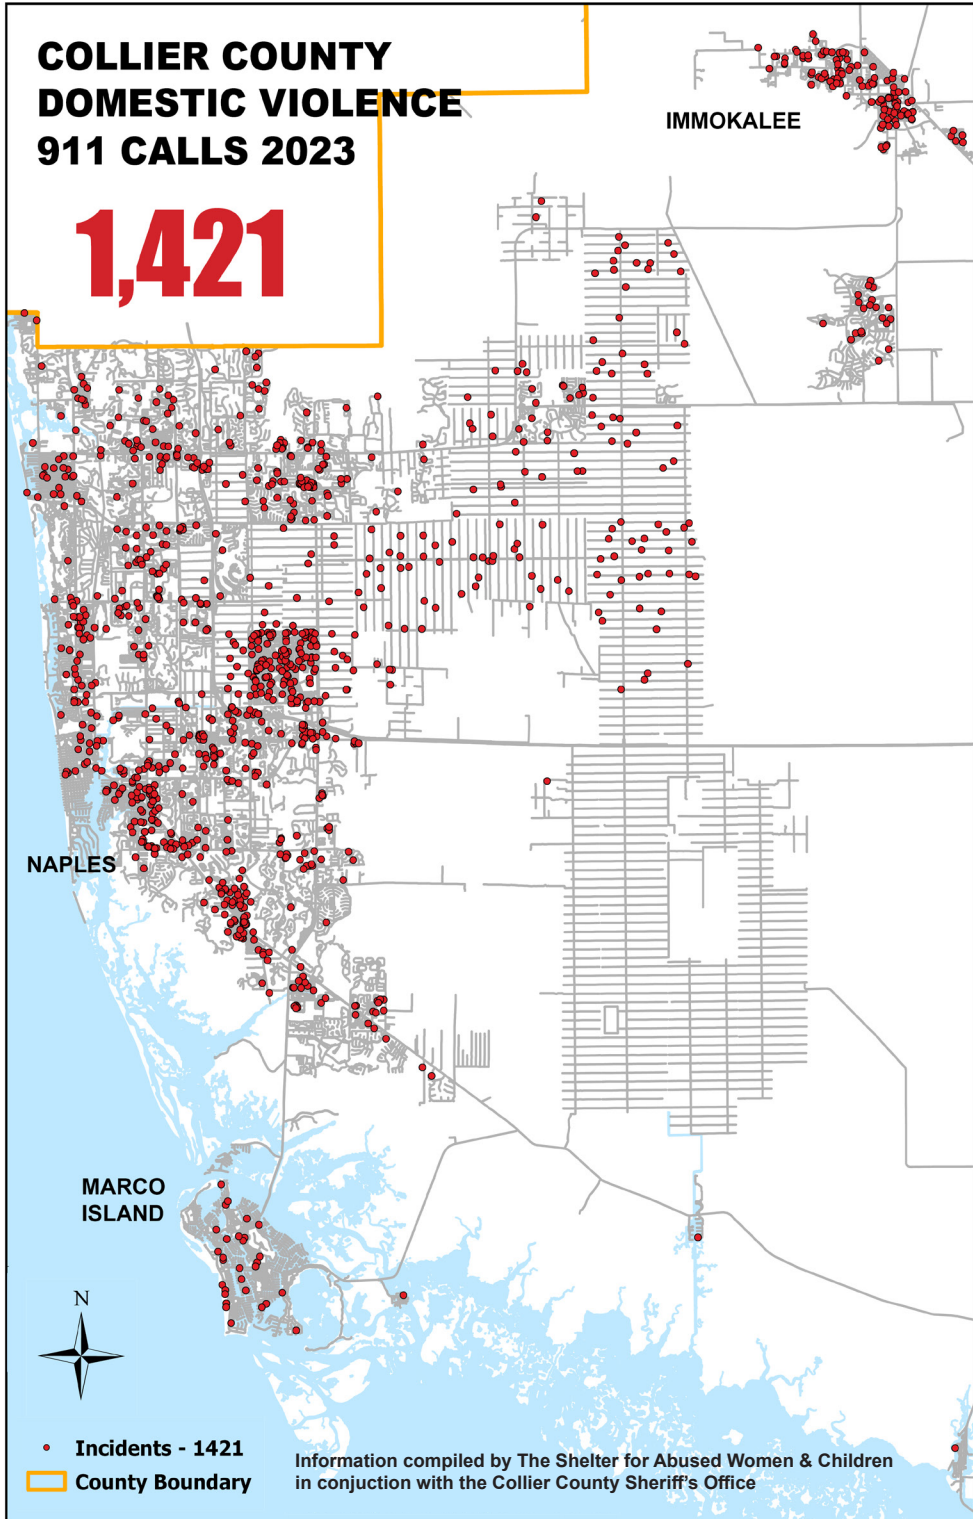 COLLIER COUNTY
DOMESTIC VIOLENCE
911 CALLS 2023
1,421
IMMOKALEE
NAPLES
MARCO
ISLAND
N
Incidents - 1421
County Boundary
Information compiled by The Shelter for Abused Women & Children
in conjuction with the Collier County Sheriff's Office